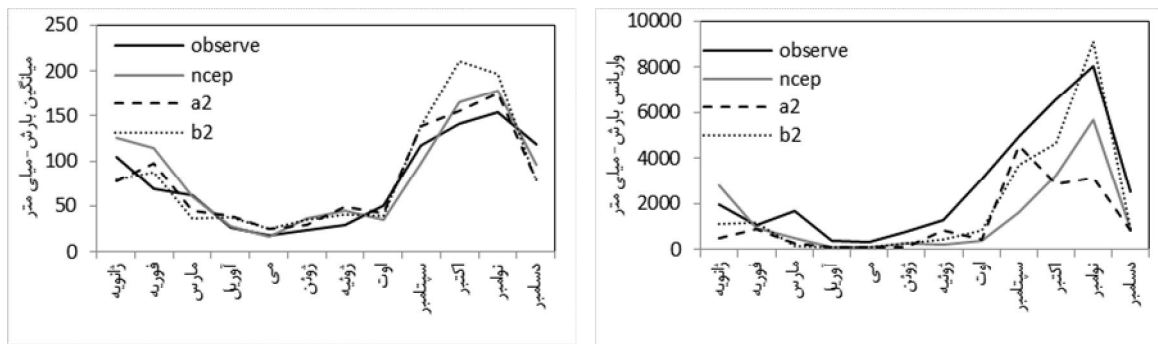 250
200
150
100
50
0
میانگین بارش-میلی متر
observe
ncep
a2
b2
ژانویه
فوریه
مارس
آوریل
می
ژوئن
ژوئیه
اوت
سپتامبر
اکتبر
نوامبر
دسامبر
10000
8000
6000
4000
2000
0
واریانس بارش-میلی متر
observe
ncep
a2
b2
ژانویه
فوریه
مارس
آوریل
می
ژوئن
ژوئیه
اوت
سپتامبر
اکتبر
نوامبر
دسامبر